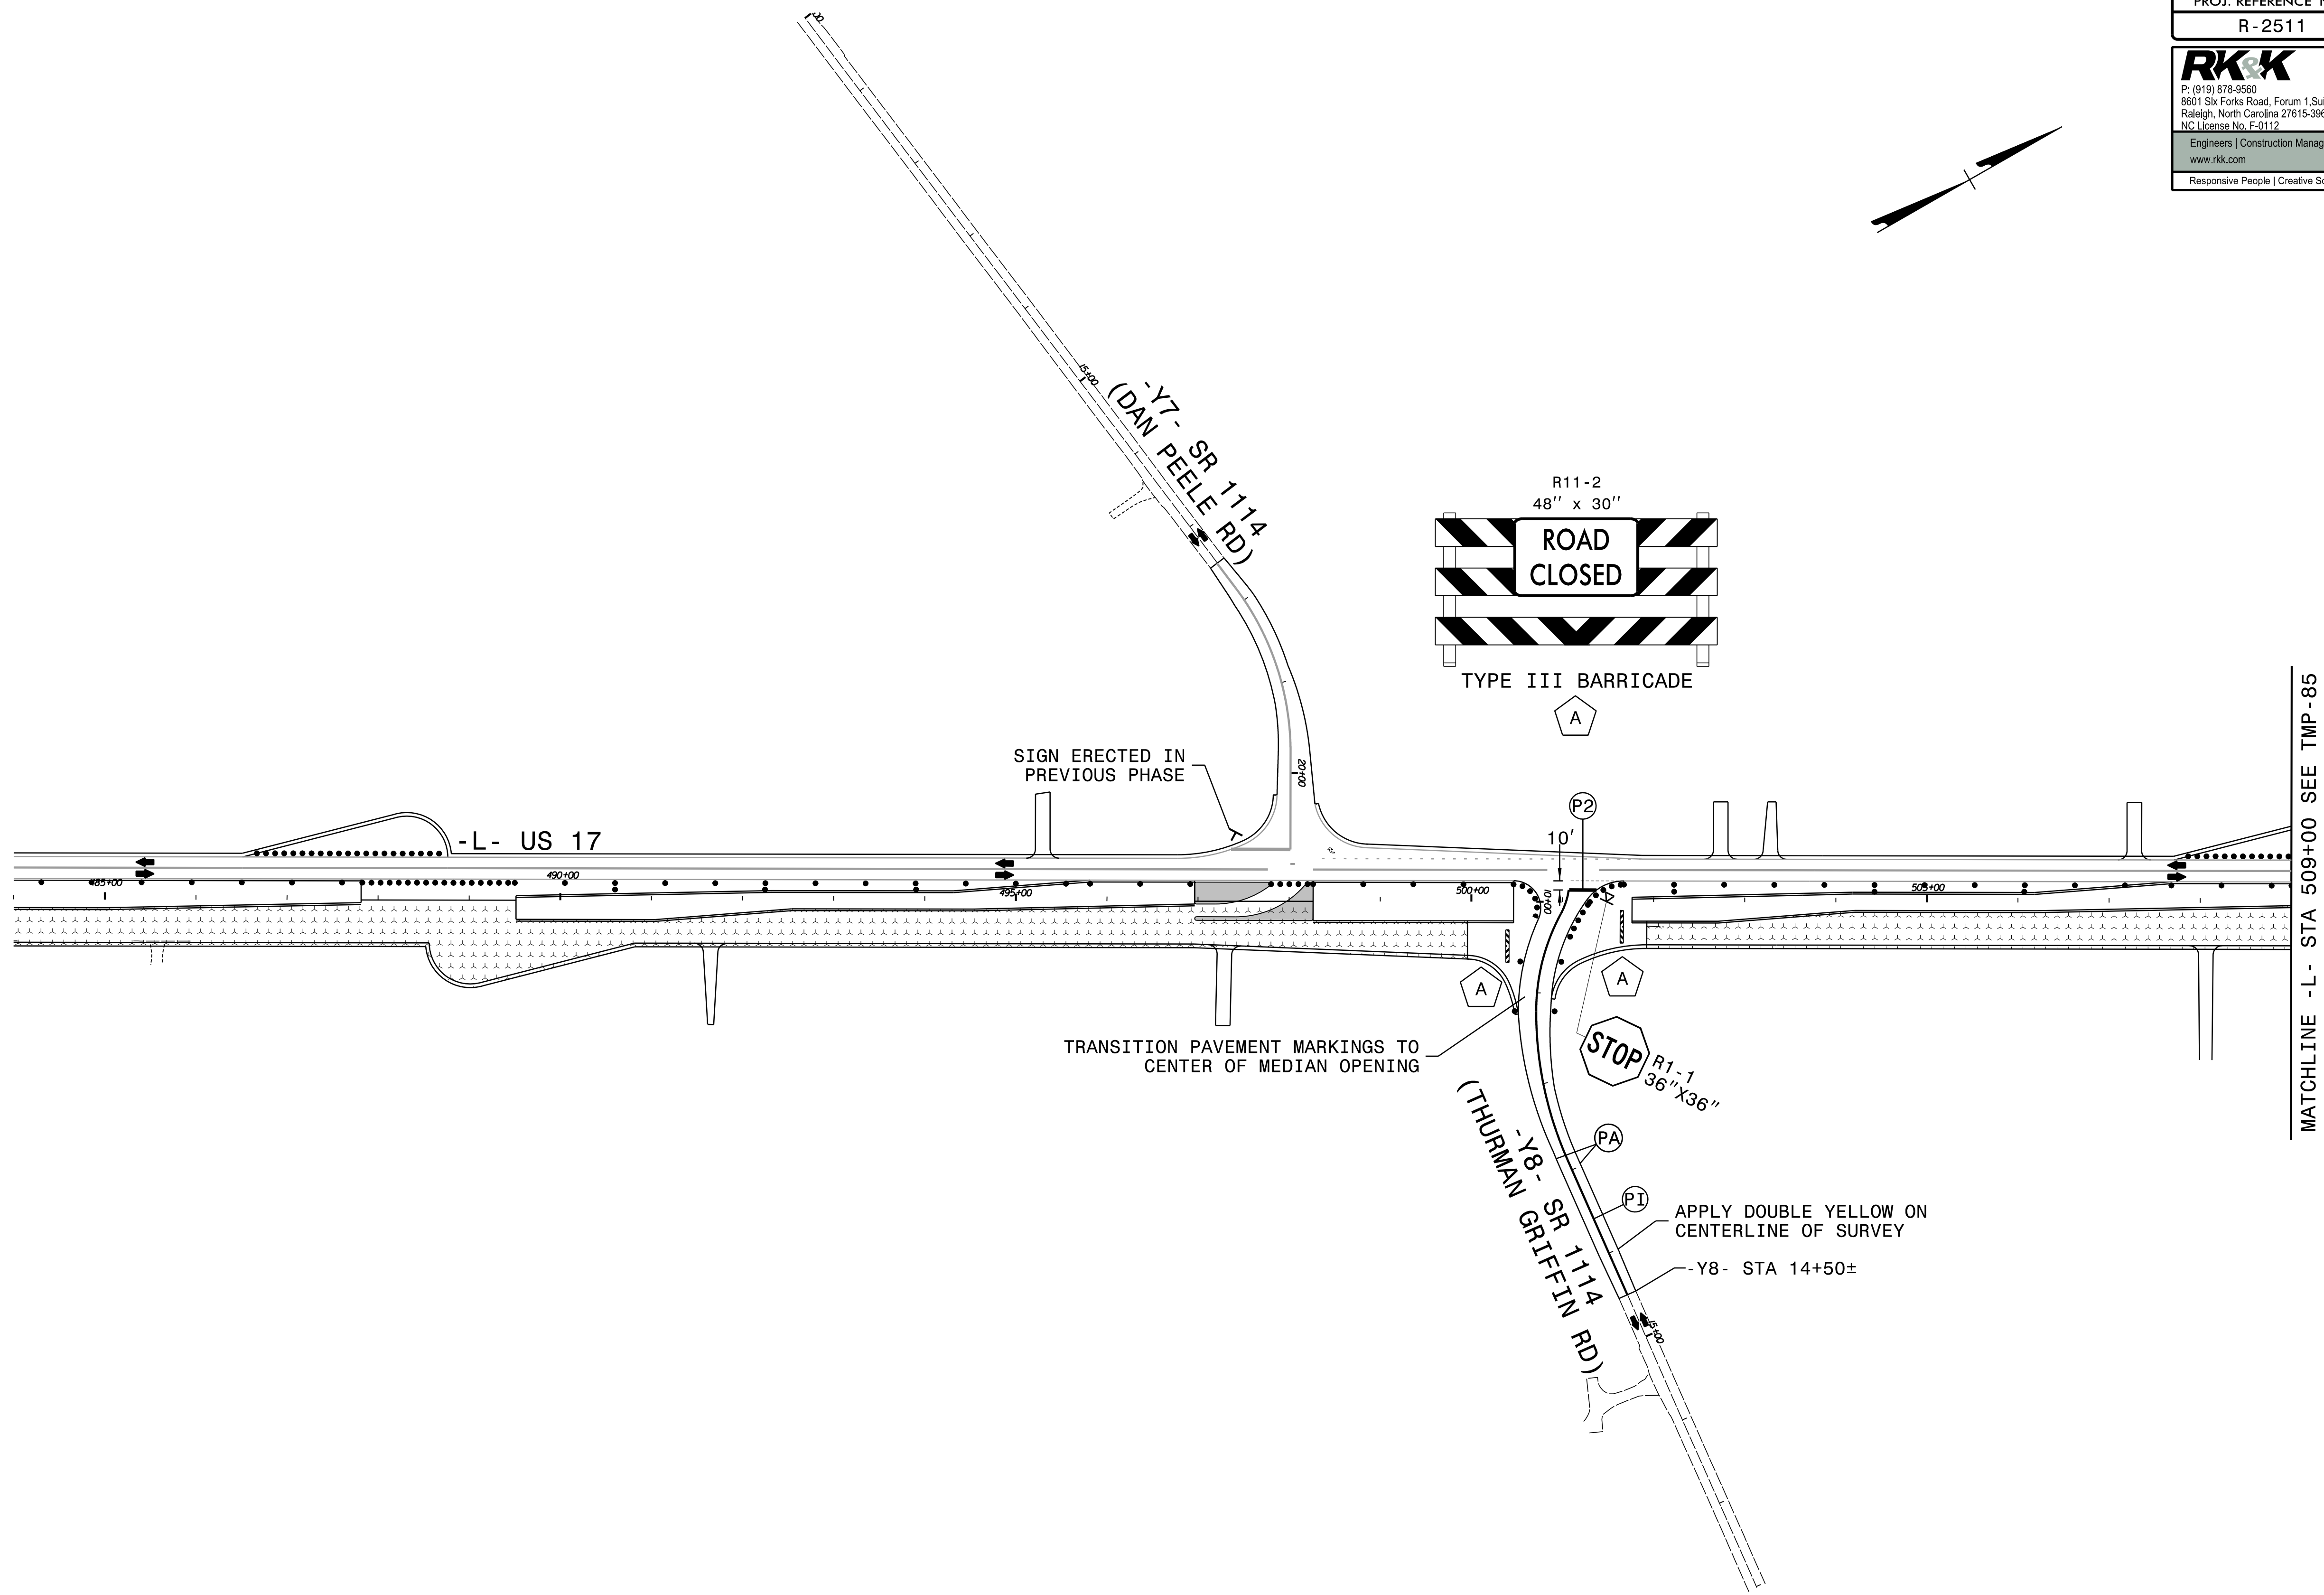 PROJ. REFERENCE
R-2511
RK&K
P: (919) 878-9560
8601 Six Forks Road, Forum 1,
Raleigh, North Carolina
NC License No. F-0112
Engineers | Construction
www.rkk.com
Responsive People | Creative
15+00
-Y7- SR 1114
(DAN PEELE RD)
R11-2
48'' x 30''
ROAD
CLOSED
TYPE III BARRICADE
A
SIGN ERECTED IN
PREVIOUS PHASE
20+00
P2
10'
-L- US 17
485+00
490+00
495+00
500+00
10+00
505+00
MATCHLINE -L- STA 509+00 SEE TMP-85
A
A
TRANSITION PAVEMENT MARKINGS TO
CENTER OF MEDIAN OPENING
STOP
R1-1
36"X36"
PA
PI
-Y8- SR 1114
(THURMAN GRIFFIN RD)
APPLY DOUBLE YELLOW ON
CENTERLINE OF SURVEY
-Y8- STA 14+50±
15+00